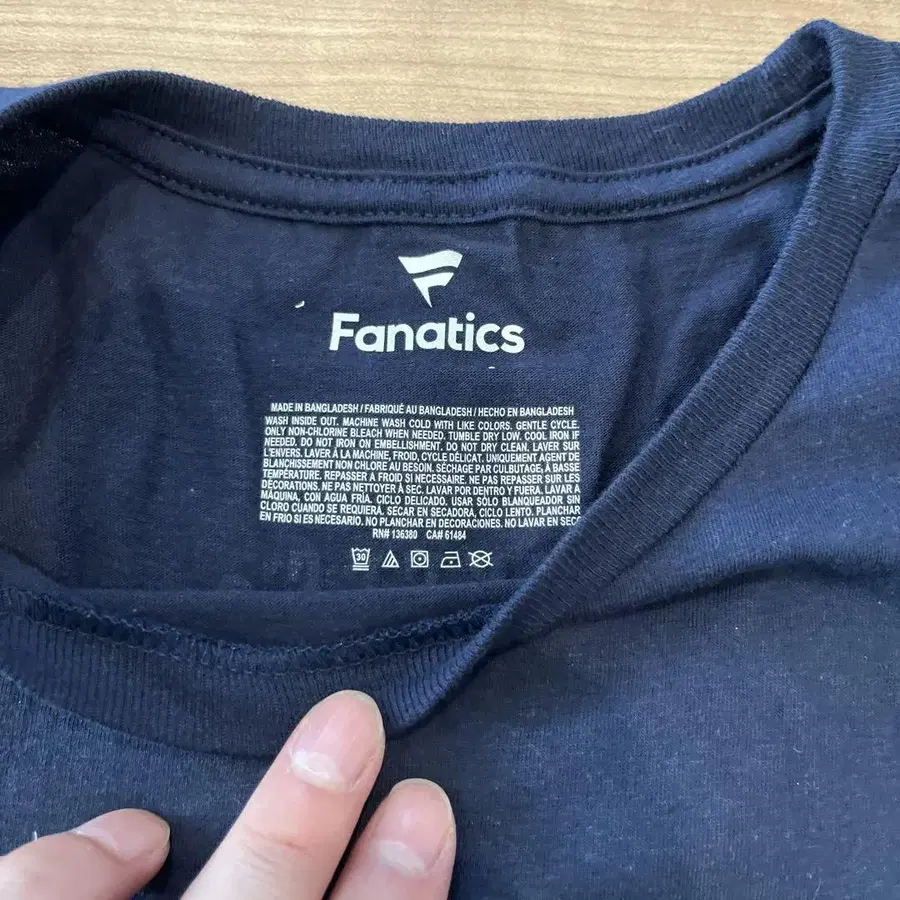 Fanatics
MADE IN BANGLADESH / FABRIQUÉ AU BANGLADESH / HECHO EN BANGLADESH
WASH INSIDE OUT. MACHINE WASH COLD WITH LIKE COLORS. GENTLE CYCLE.
ONLY NON-CHLORINE BLEACH WHEN NEEDED. TUMBLE DRY LOW. COOL IRON IF
NEEDED. DO NOT IRON ON EMBELLISHMENT. DO NOT DRY CLEAN. LAVER SUR
L'ENVERS. LAVER À LA MACHINE, FROID, CYCLE DÉLICAT. UNIQUEMENT AGENT DE
BLANCHISSEMENT NON CHLORE AU BESOIN. SÉCHAGE PAR CULBUTAGE, À BASSE
TEMPÉRATURE. REPASSER A FROID SI NECESSAIRE. NE PAS REPASSER SUR LES
DÉCORATIONS. NE PAS NETTOYER À SEC. LAVAR POR DENTRO Y FUERA. LAVAR A
MÁQUINA, CON AGUA FRÍA. CICLO DELICADO. USAR SOLO BLANQUEADOR SIN
CLORO CUANDO SE REQUIERA. SECAR EN SECADORA, CICLO LENTO. PLANCHAR
EN FRIO SI ES NECESARIO. NO PLANCHAR EN DECORACIONES. NO LAVAR EN SEC
RN# 136380 CA# 61484
30